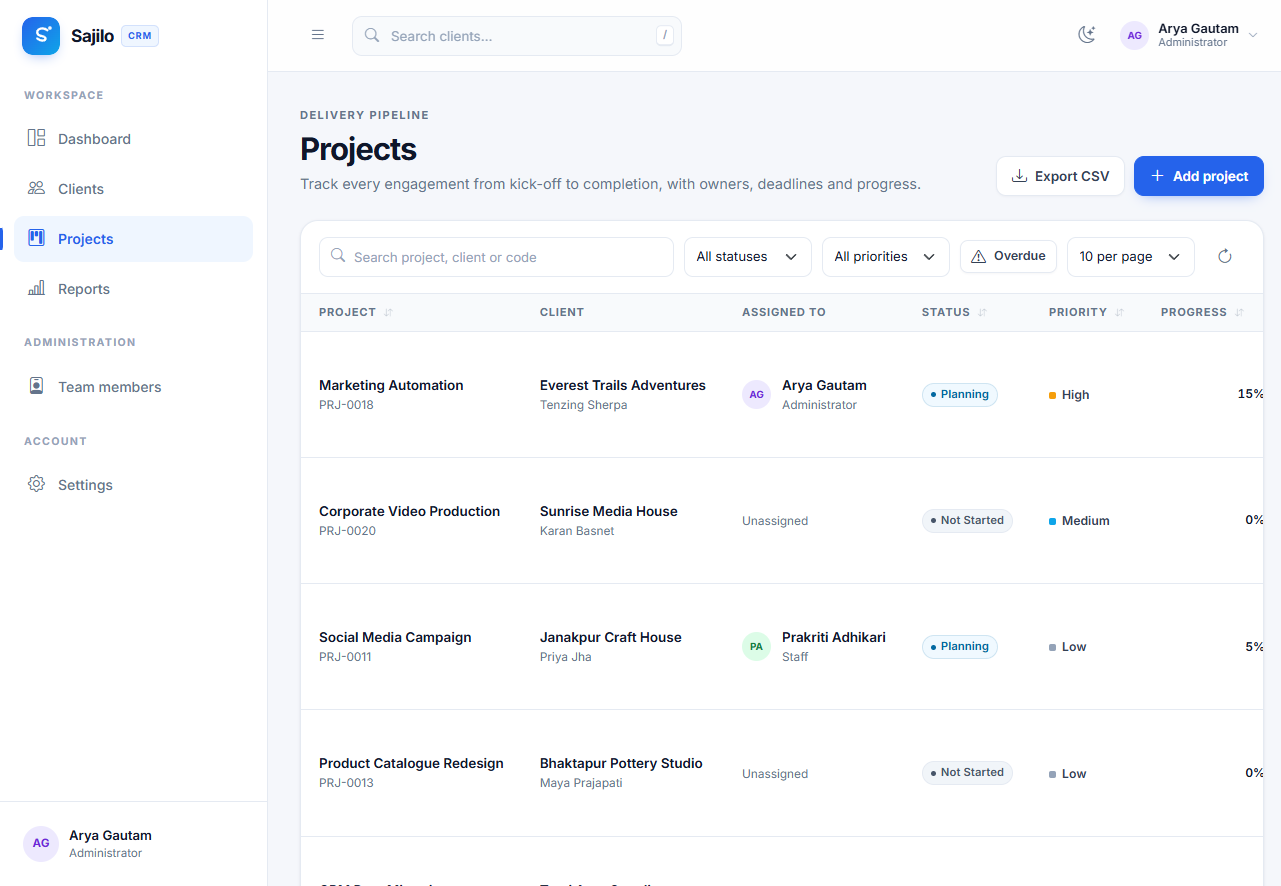 S
Sajilo CRM
WORKSPACE
Dashboard
Clients
Projects
Reports
ADMINISTRATION
Team members
ACCOUNT
Settings
AG
Arya Gautam
Administrator
Search clients...
/
AG
Arya Gautam
Administrator
DELIVERY PIPELINE
Projects
Track every engagement from kick-off to completion, with owners, deadlines and progress.
Export CSV
Add project
Search project, client or code
All statuses
All priorities
Overdue
10 per page
PROJECT CLIENT ASSIGNED TO STATUS PRIORITY PROGRESS
Marketing Automation Everest Trails Adventures AG Arya Gautam Planning High 15%
PRJ-0018 Tenzing Sherpa Administrator
Corporate Video Production Sunrise Media House Unassigned Not Started Medium 0%
PRJ-0020 Karan Basnet
Social Media Campaign Janakpur Craft House PA Prakriti Adhikari Planning Low 5%
PRJ-0011 Priya Jha Staff
Product Catalogue Redesign Bhaktapur Pottery Studio Unassigned Not Started Low 0%
PRJ-0013 Maya Prajapati